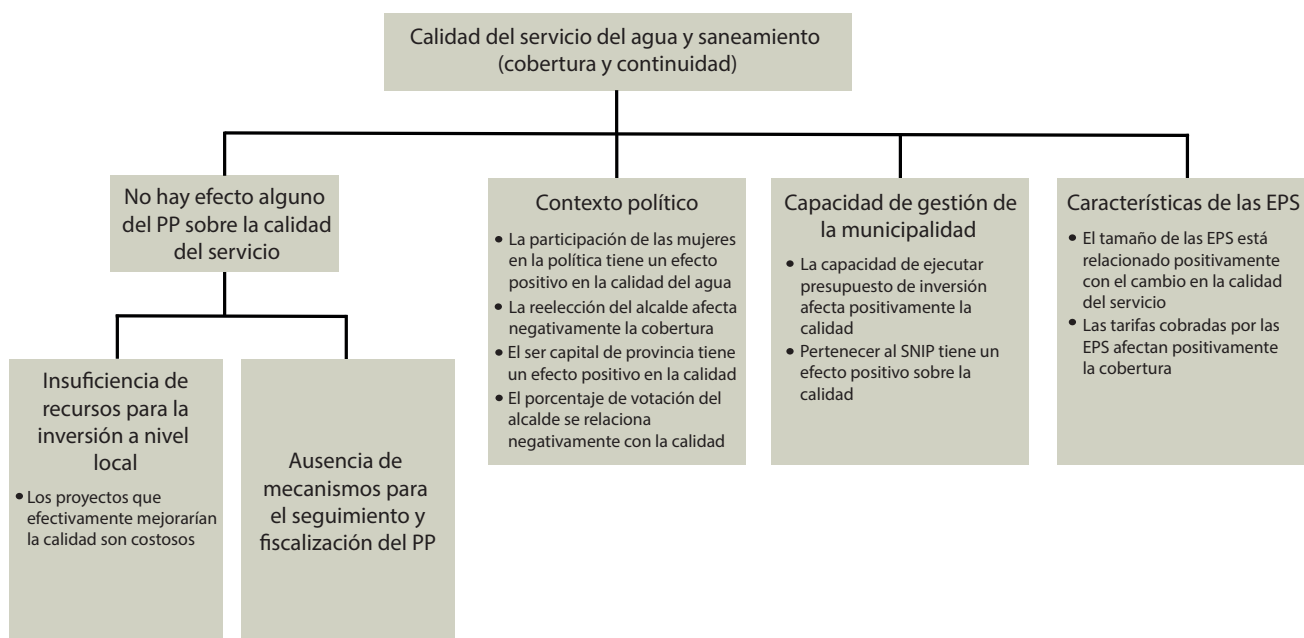 Calidad del servicio del agua y saneamiento
(cobertura y continuidad)
No hay efecto alguno
del PP sobre la calidad
del servicio
Insuficiencia de
recursos para la
inversión a nivel
local
• Los proyectos que
efectivamente mejorarían
la calidad son costosos
Ausencia de
mecanismos para
el seguimiento y
fiscalización del PP
Contexto político
• La participación de las mujeres
en la política tiene un efecto
positivo en la calidad del agua
• La reelección del alcalde afecta
negativamente la cobertura
• El ser capital de provincia tiene
un efecto positivo en la calidad
• El porcentaje de votación del
alcalde se relaciona
negativamente con la calidad
Capacidad de gestión de
la municipalidad
• La capacidad de ejecutar
presupuesto de inversión
afecta positivamente la
calidad
• Pertenecer al SNIP tiene un
efecto positivo sobre la
calidad
Características de las EPS
• El tamaño de las EPS está
relacionado positivamente
con el cambio en la calidad
del servicio
• Las tarifas cobradas por las
EPS afectan positivamente
la cobertura